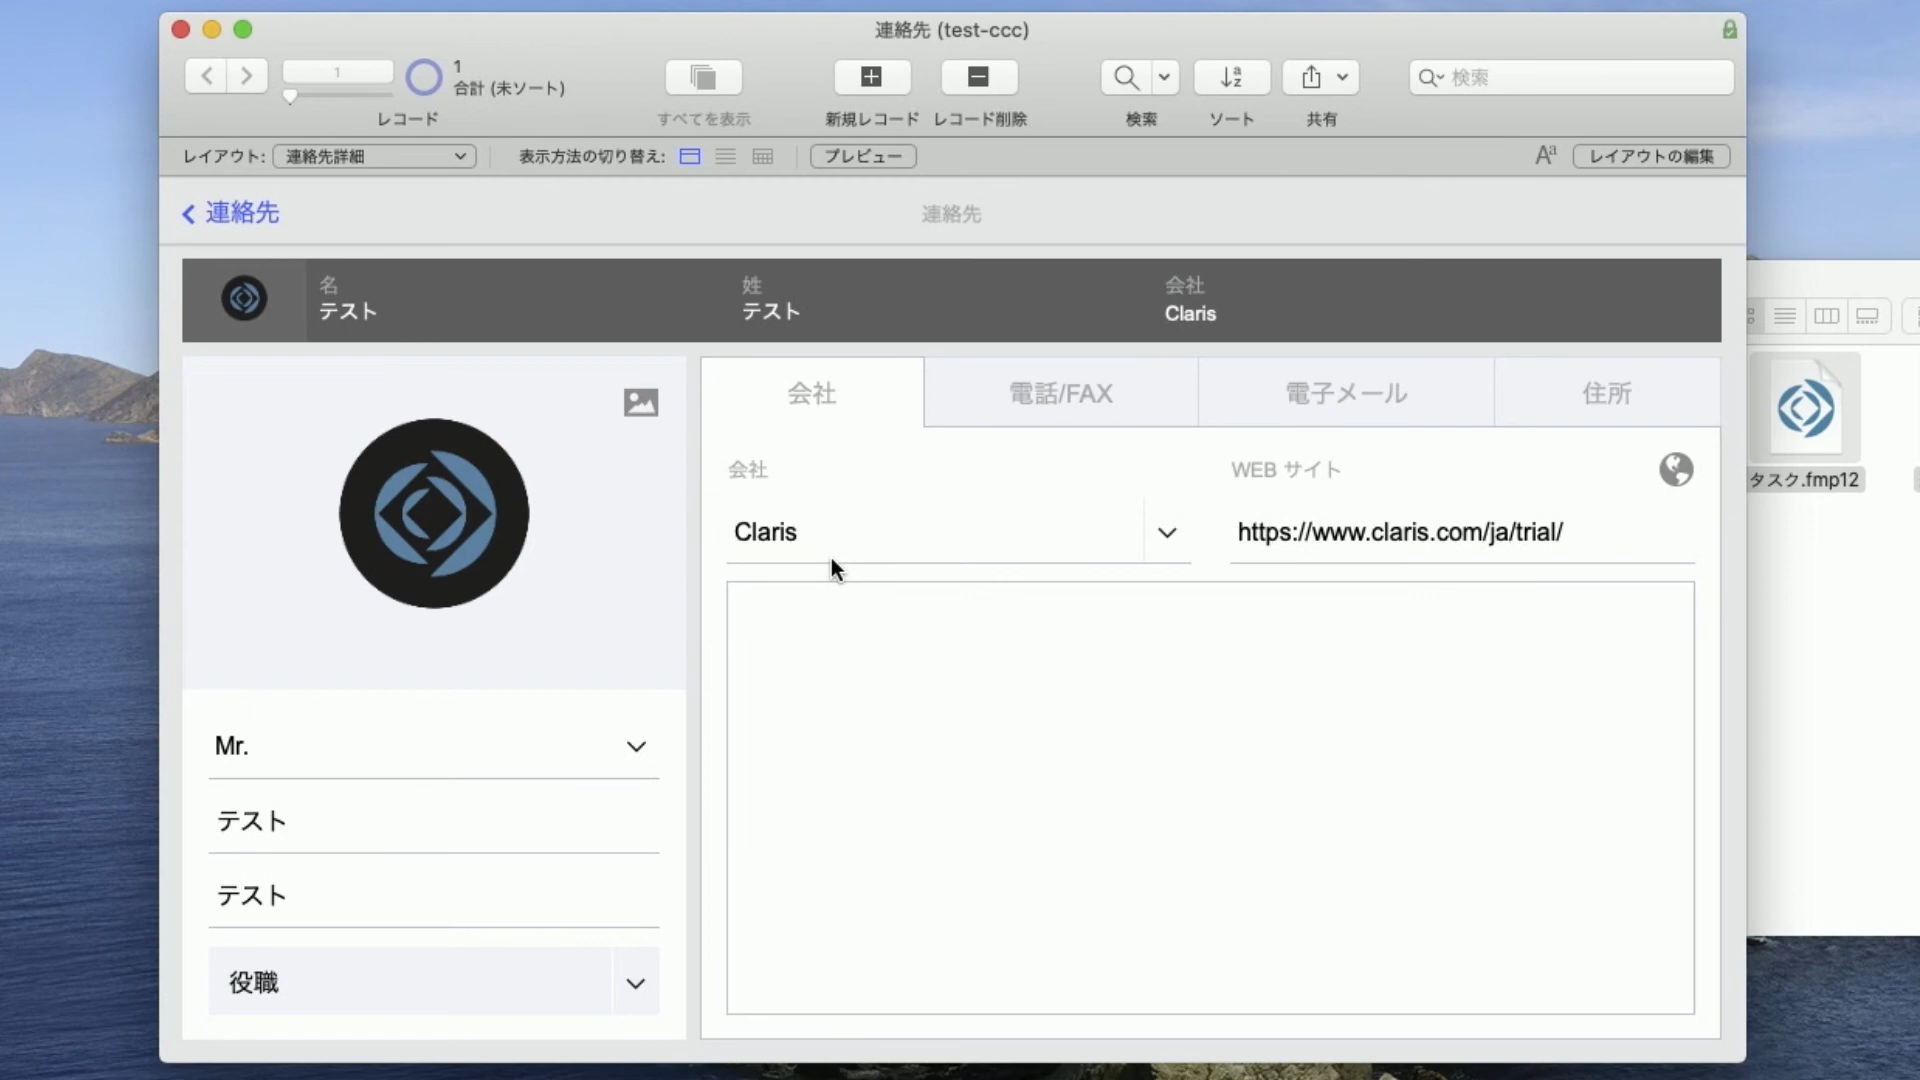 連絡先 (test-ccc)
1
1
合計 (未ソート)
検索
レコード
すべてを表示
新規レコード
レコード削除
検索
ソート
共有
レイアウト:
連絡先詳細
表示方法の切り替え:
プレビュー
Aa
レイアウトの編集
連絡先
連絡先
名
テスト
姓
テスト
会社
Claris
会社
電話/FAX
電子メール
住所
会社
WEB サイト
Claris
https://www.claris.com/ja/trial/
Mr.
テスト
テスト
役職
タスク.fmp12